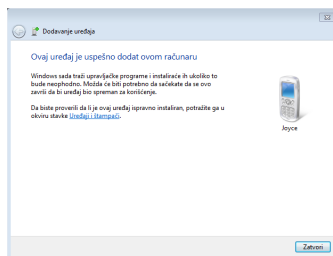 Dodavanje uređaja
Ovaj uređaj je uspešno dodat ovom računaru
Windows sada traži upravljačke programe i instaliraće ih ukoliko to
bude neophodno. Možda će biti potrebno da sačekate da se ovo
završi da bi uređaj bio spreman za korišćenje.
Da biste proverili da li je ovaj uređaj ispravno instaliran, potražite ga u
okviru stavke Uređaji i štampači.
Joyce
Zatvori